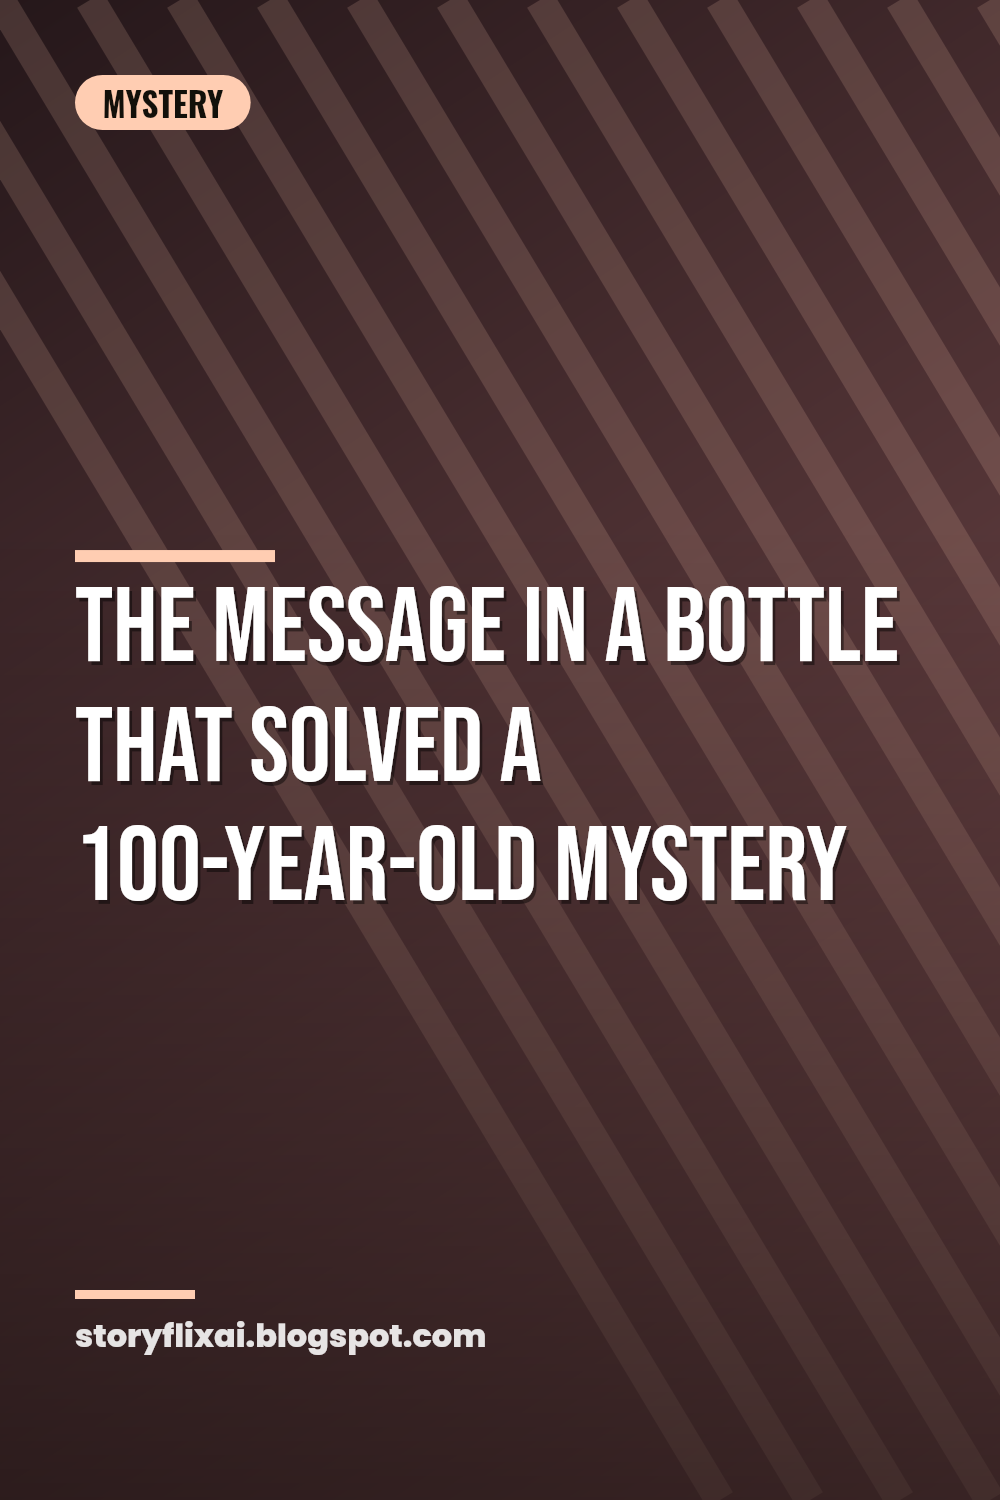 MYSTERY
THE MESSAGE IN A BOTTLE
THAT SOLVED A
100-YEAR-OLD MYSTERY
storyflixai.blogspot.com